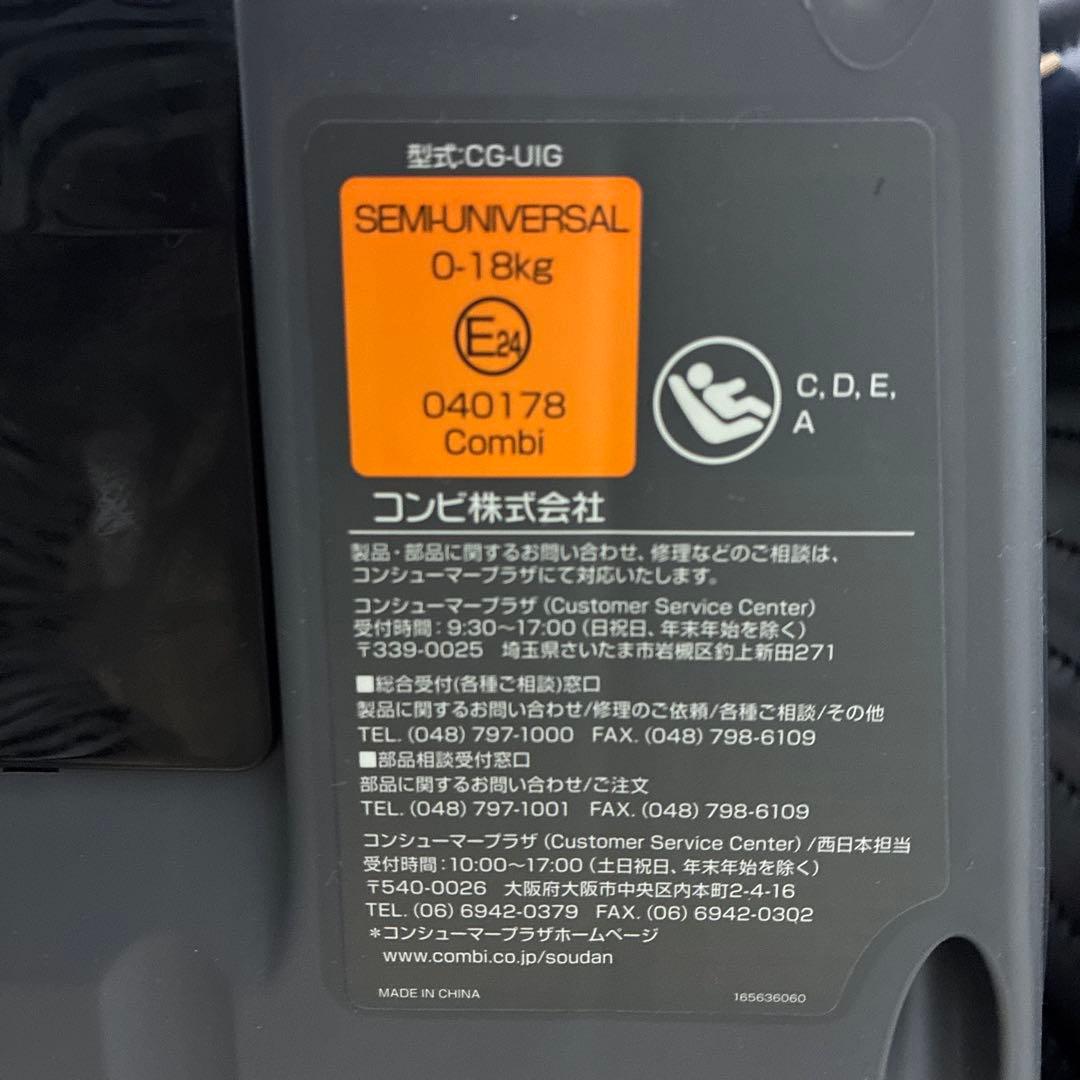 型式:CG-UIG
SEMI-UNIVERSAL
0-18kg
E24
040178
Combi
C, D, E,
A
コンビ株式会社
製品・部品に関するお問い合わせ、修理などのご相談は、
コンシューマープラザにて対応いたします。
コンシューマープラザ(Customer Service Center)
受付時間:9:30〜17:00(日祝日、年末年始を除く)
〒339-0025 埼玉県さいたま市岩槻区釣上新田271
■総合受付(各種ご相談)窓口
製品に関するお問い合わせ/修理のご依頼/各種ご相談/その他
TEL. (048) 797-1000 FAX. (048) 798-6109
■部品相談受付窓口
部品に関するお問い合わせ/ご注文
TEL. (048) 797-1001 FAX. (048) 798-6109
コンシューマープラザ(Customer Service Center)/西日本担当
受付時間:10:00〜17:00(土日祝日、年末年始を除く)
〒540-0026 大阪府大阪市中央区内本町2-4-16
TEL. (06) 6942-0379 FAX. (06) 6942-0302
*コンシューマープラザホームページ
www.combi.co.jp/soudan
MADE IN CHINA
165636060